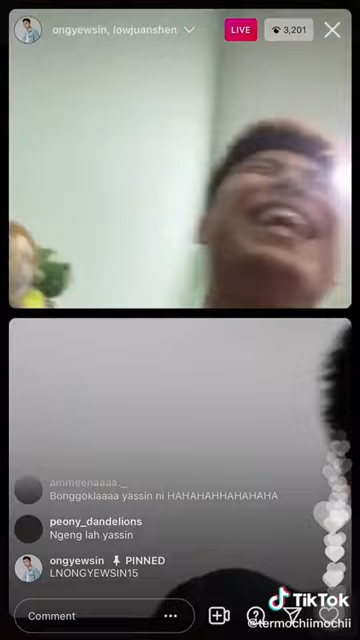 ongyewsin, lowjuanshen
LIVE
3,201
ammeenaaaa._
Bonggoklaaaa yassin ni HAHAHAHHAHAHAHA
peony_dandelions
Ngeng lah yassin
ongyewsin PINNED
LNONGYEWSIN15
Comment
TikTok
@termochiimochii